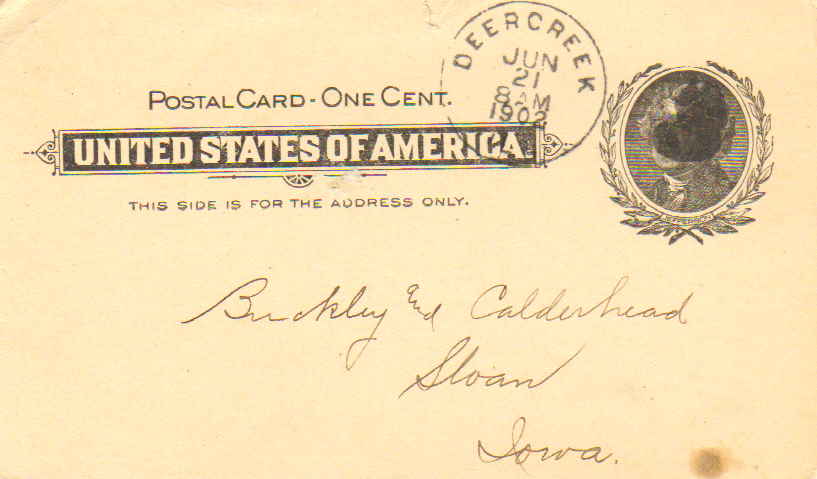 DEERCREEK
JUN
21
8 AM
1902
POSTAL CARD - ONE CENT.
UNITED STATES OF AMERICA.
THIS SIDE IS FOR THE ADDRESS ONLY.
JEFFERSON
Buckley and Calderhead
Sloan
Iowa.